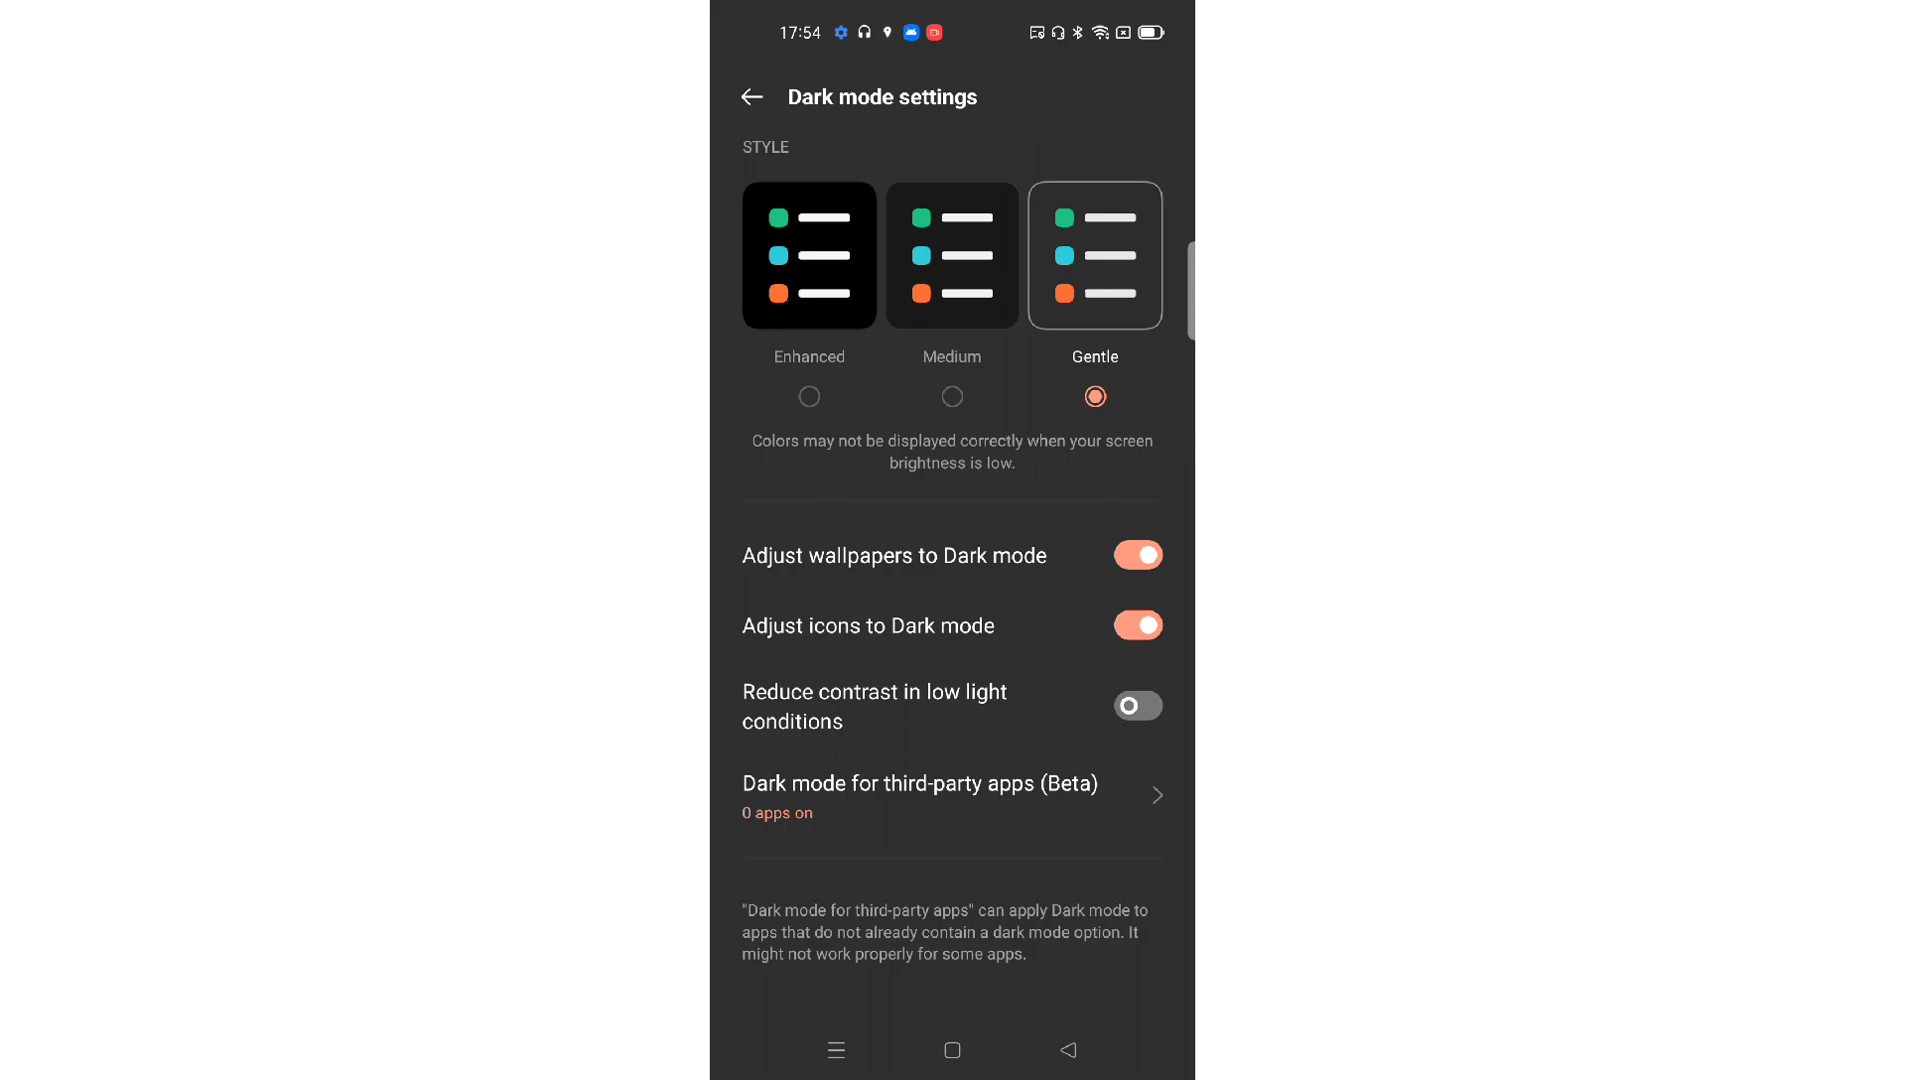 17:54
Dark mode settings
STYLE
Enhanced
Medium
Gentle
Colors may not be displayed correctly when your screen
brightness is low.
Adjust wallpapers to Dark mode
Adjust icons to Dark mode
Reduce contrast in low light
conditions
Dark mode for third-party apps (Beta)
0 apps on
"Dark mode for third-party apps" can apply Dark mode to
apps that do not already contain a dark mode option. It
might not work properly for some apps.